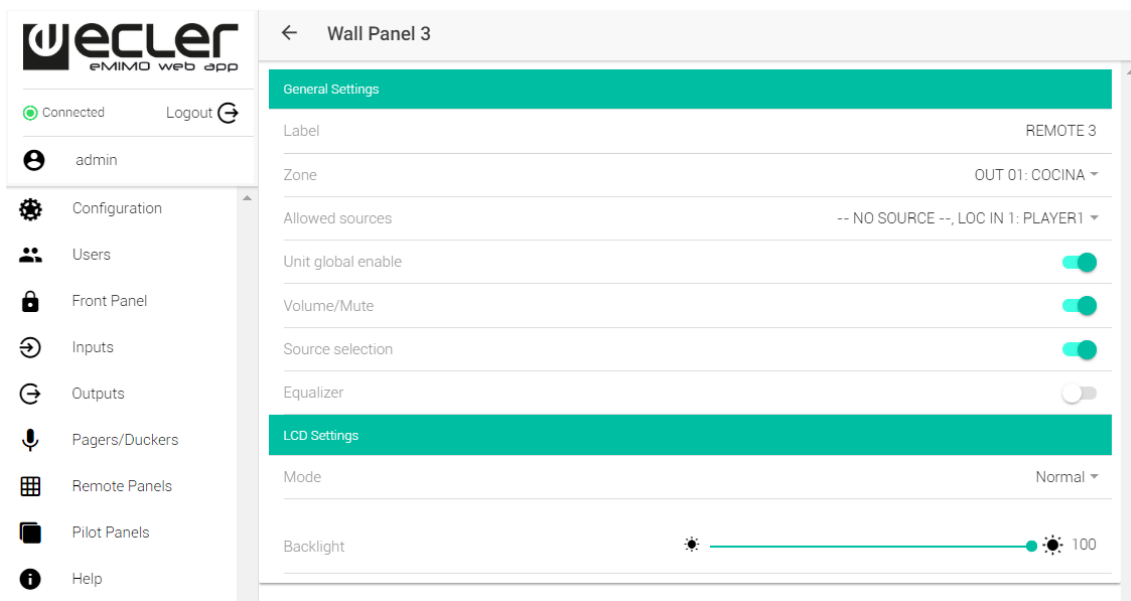 ecler
eMIMO web app
Connected Logout
admin
Configuration
Users
Front Panel
Inputs
Outputs
Pagers/Duckers
Remote Panels
Pilot Panels
Help
Wall Panel 3
General Settings
Label REMOTE 3
Zone OUT 01: COCINA
Allowed sources -- NO SOURCE --, LOC IN 1: PLAYER1
Unit global enable
Volume/Mute
Source selection
Equalizer
LCD Settings
Mode Normal
Backlight 100